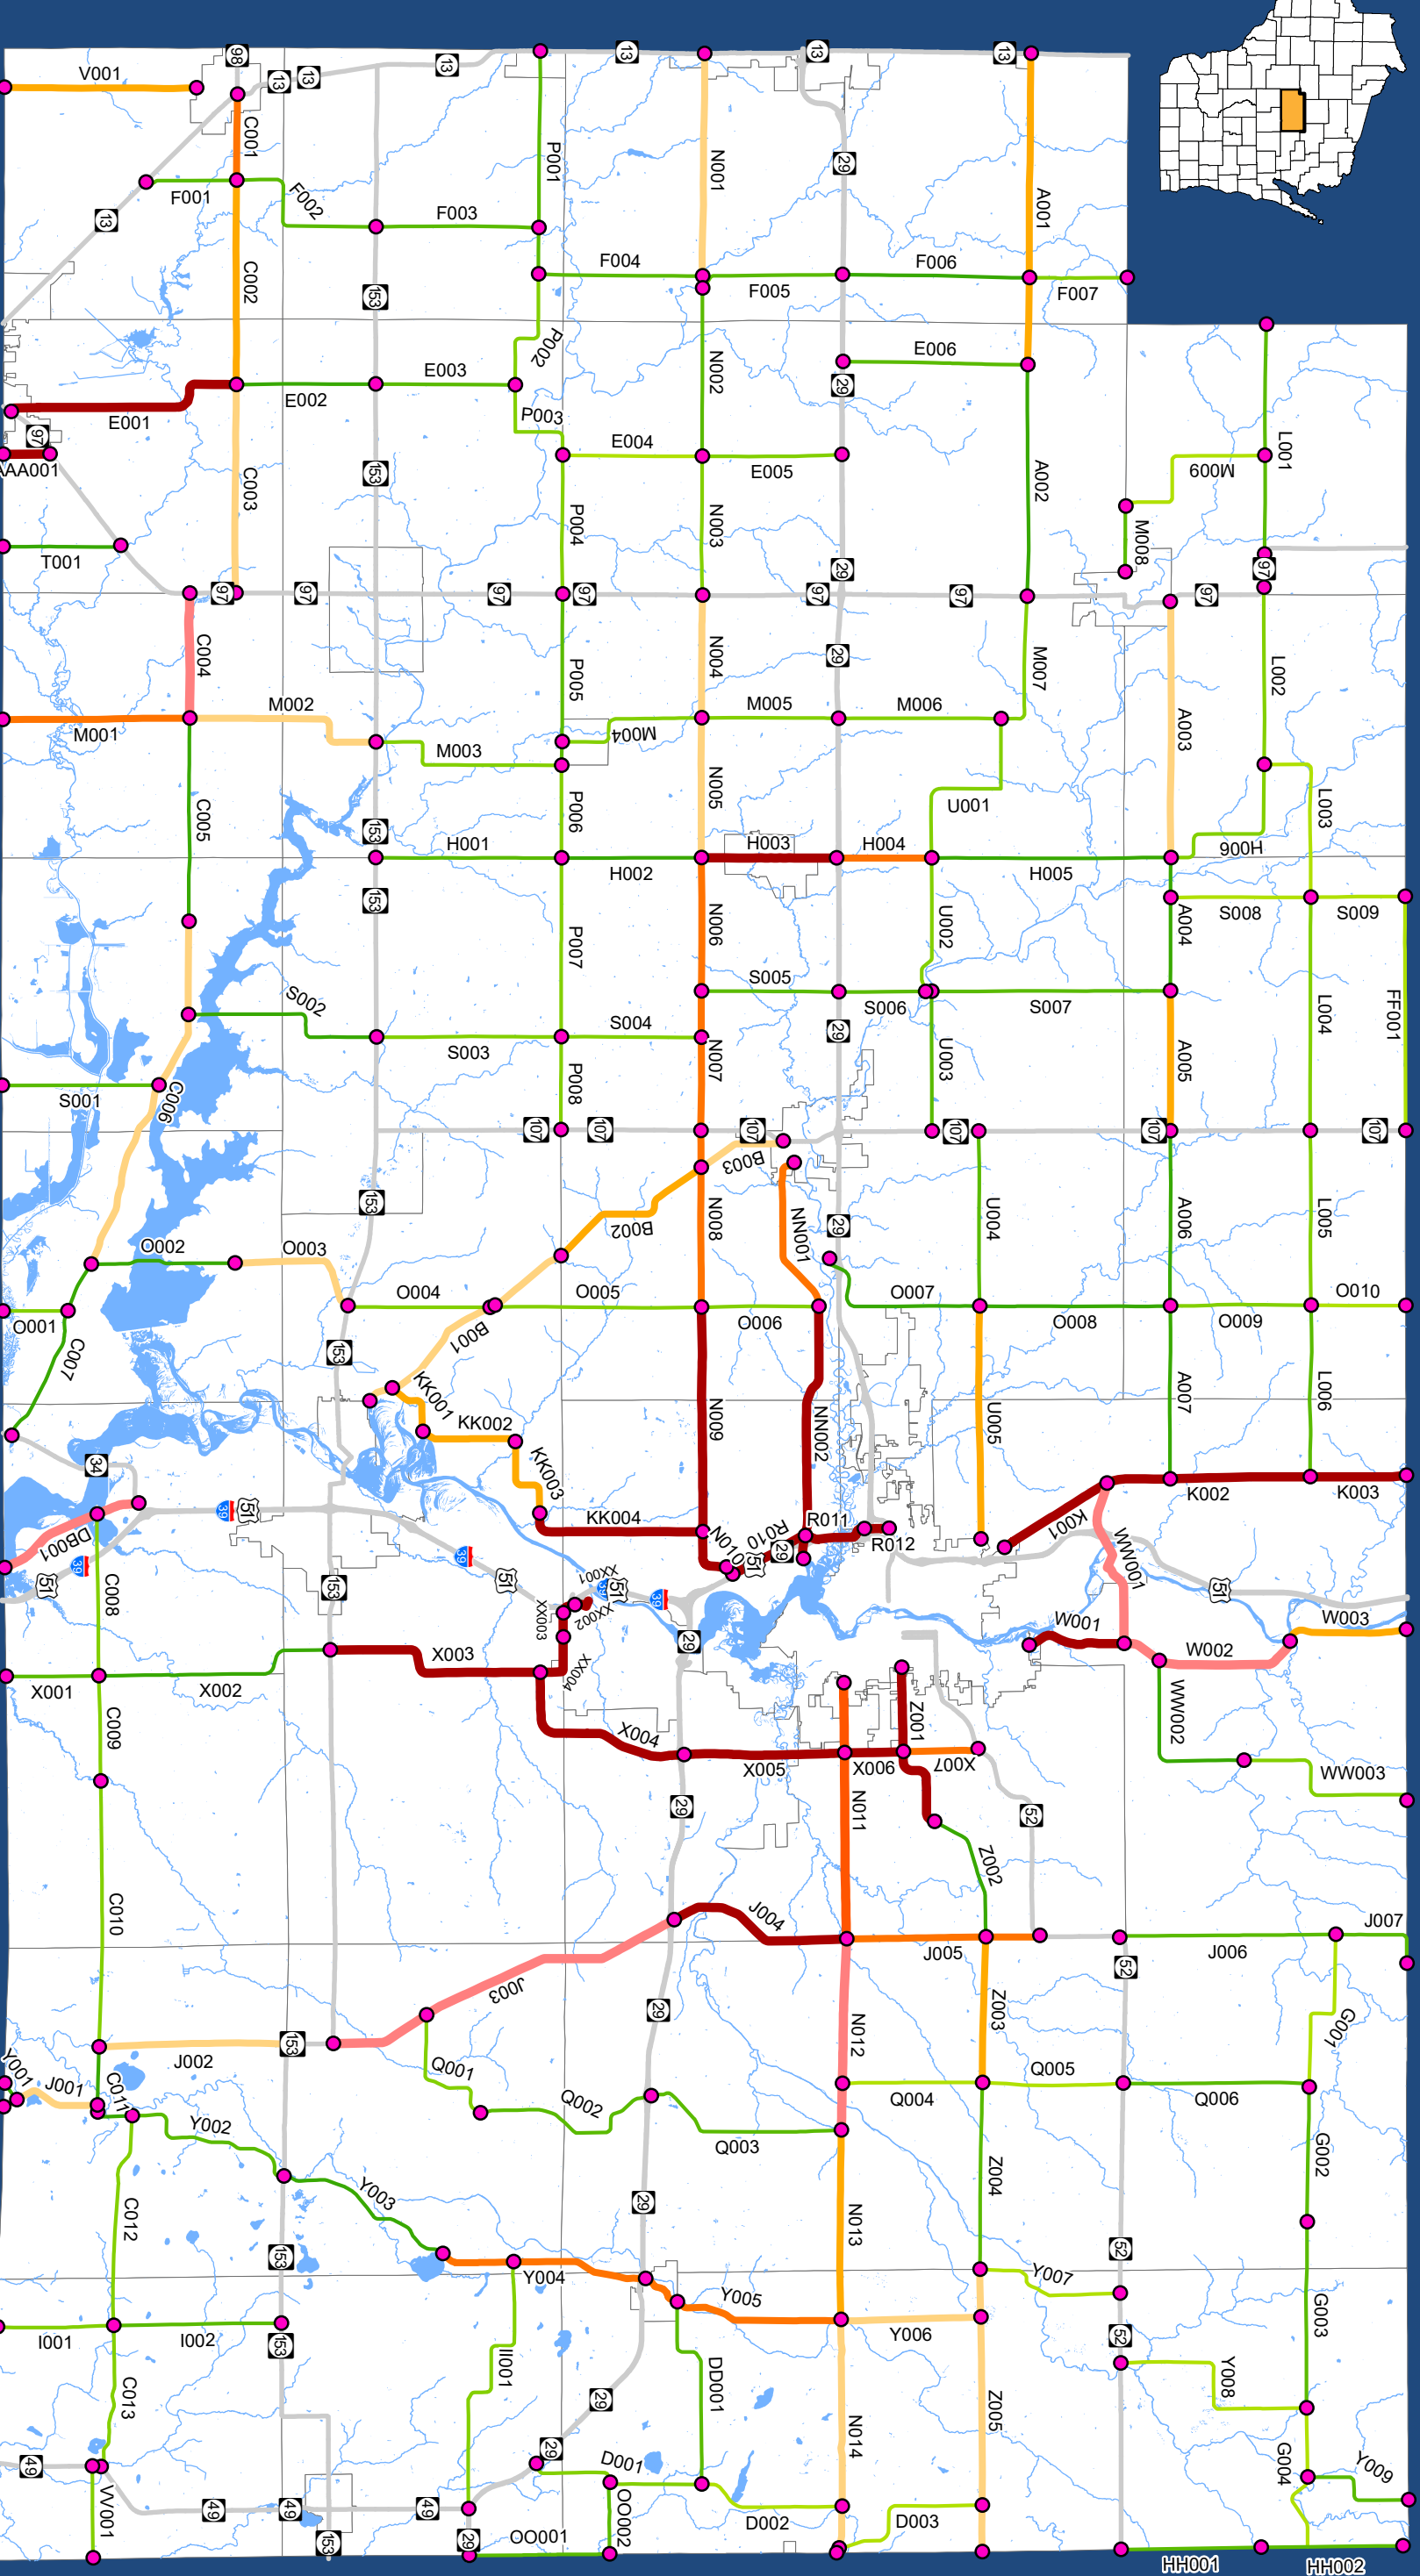 98
13
13
13
13
13
13
V001
C001
P001
N001
29
F001
F002
A001
13
F003
F004
F006
C002
F005
F007
153
P002
E006
E003
N002
29
E002
P003
E001
E004
L001
97
M009
AAA001
E005
153
C003
A002
P004
N003
M008
T001
29
97
97
97
97
97
97
97
97
C004
29
N004
M007
P005
L002
M002
M005
M006
M001
M004
A003
M003
N005
U001
L003
C005
P006
153
H001
H003
H004
H006
H002
H005
153
S008
S009
N006
U002
A004
P007
S005
S002
S006
S007
L004
FF001
S004
29
S003
N007
U003
A005
P008
S001
C006
107
107
107
107
107
107
B003
153
N008
NN001
B002
29
U004
A006
L005
O002
O003
O004
O005
O007
O010
O001
O006
O008
O009
B001
C007
153
KK001
U005
A007
L006
KK002
N009
NN002
34
KK003
K002
K003
39
51
KK004
R011
K001
DB001
N010
R010
R012
29
51
WW001
39
39
51
51
51
C008
153
XX001
39
51
39
XX002
XX003
W001
W003
29
X003
XX004
W002
X001
X002
WW002
C009
Z001
X004
X005
X006
X007
WW003
29
N011
52
Z002
C010
J004
J007
J005
J006
52
J003
29
Z003
G001
N012
153
J002
Y001
J001
Q001
Q005
C011
Q002
Q004
Q006
Y002
Q003
G002
Z004
Y003
29
N013
C012
52
153
Y004
Y007
Y005
G003
I001
I002
Y006
52
153
II001
DD001
Y008
C013
29
Z005
N014
29
49
D001
G004
Y009
49
49
49
VV001
OO002
D002
D003
153
29
OO001
HH001
HH002